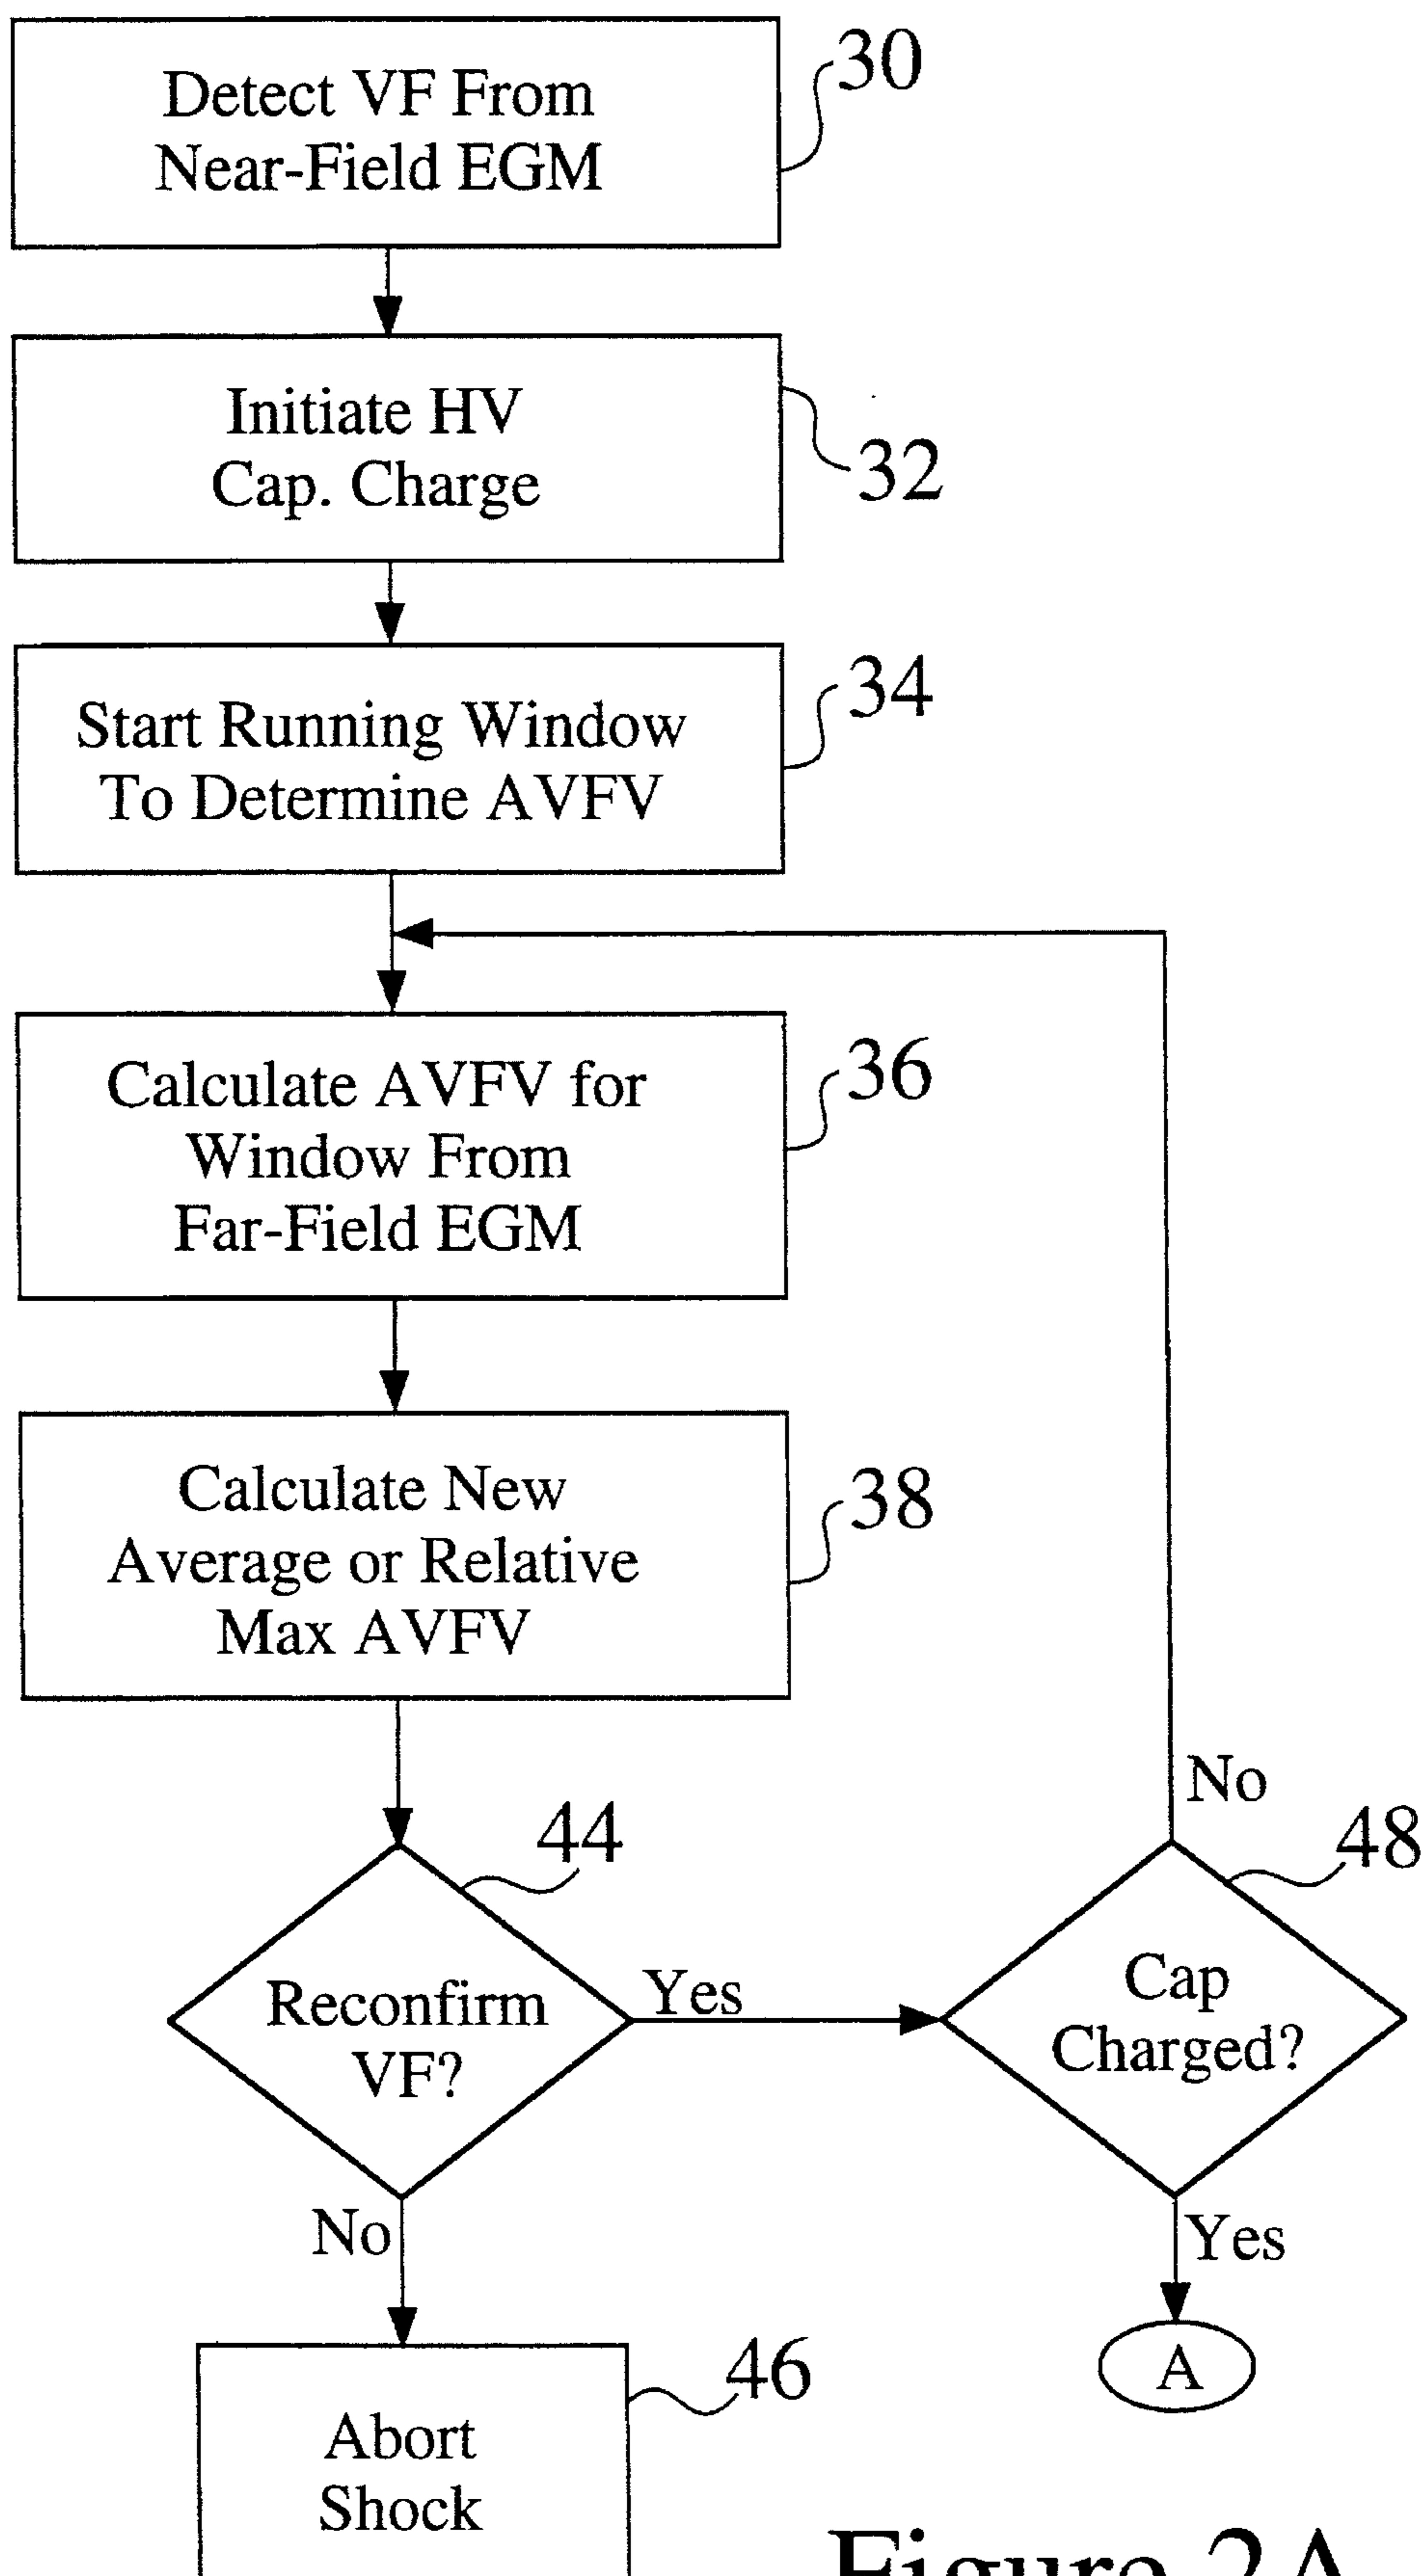 Detect VF From
Near-Field EGM
30
Initiate HV
Cap. Charge
32
Start Running Window
To Determine AVFV
34
Calculate AVFV for
Window From
Far-Field EGM
36
Calculate New
Average or Relative
Max AVFV
38
No
44
48
Reconfirm
VF?
Yes
Cap
Charged?
No
Yes
A
46
Abort
Shock
Figure 2A